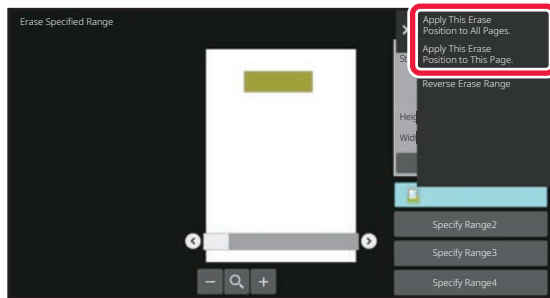 Erase Specified Range
Apply This Erase
Position to All Pages.
Apply This Erase
Position to This Page.
Reverse Erase Range
Specify Range2
Specify Range3
Specify Range4